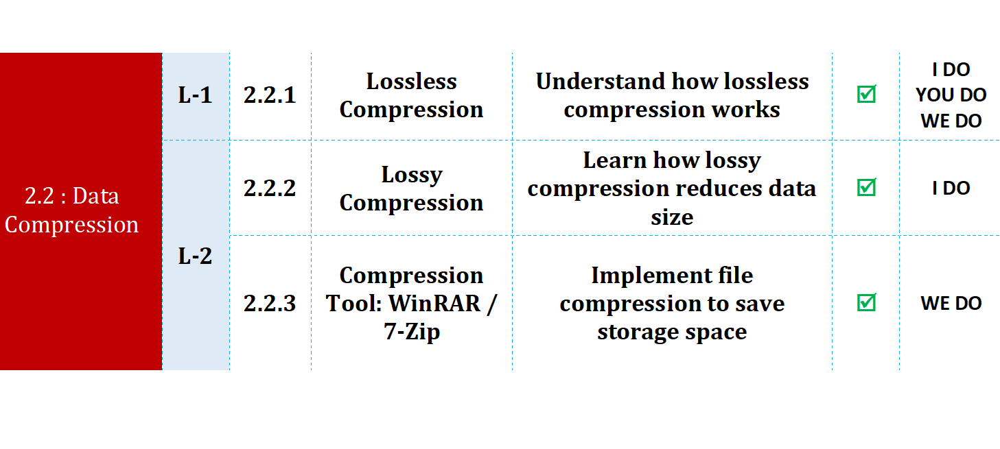 2.2 : Data
Compression
L-1
2.2.1
Lossless
Compression
Understand how lossless
compression works
☑
I DO
YOU DO
WE DO
L-2
2.2.2
Lossy
Compression
Learn how lossy
compression reduces data
size
☑
I DO
2.2.3
Compression
Tool: WinRAR /
7-Zip
Implement file
compression to save
storage space
☑
WE DO